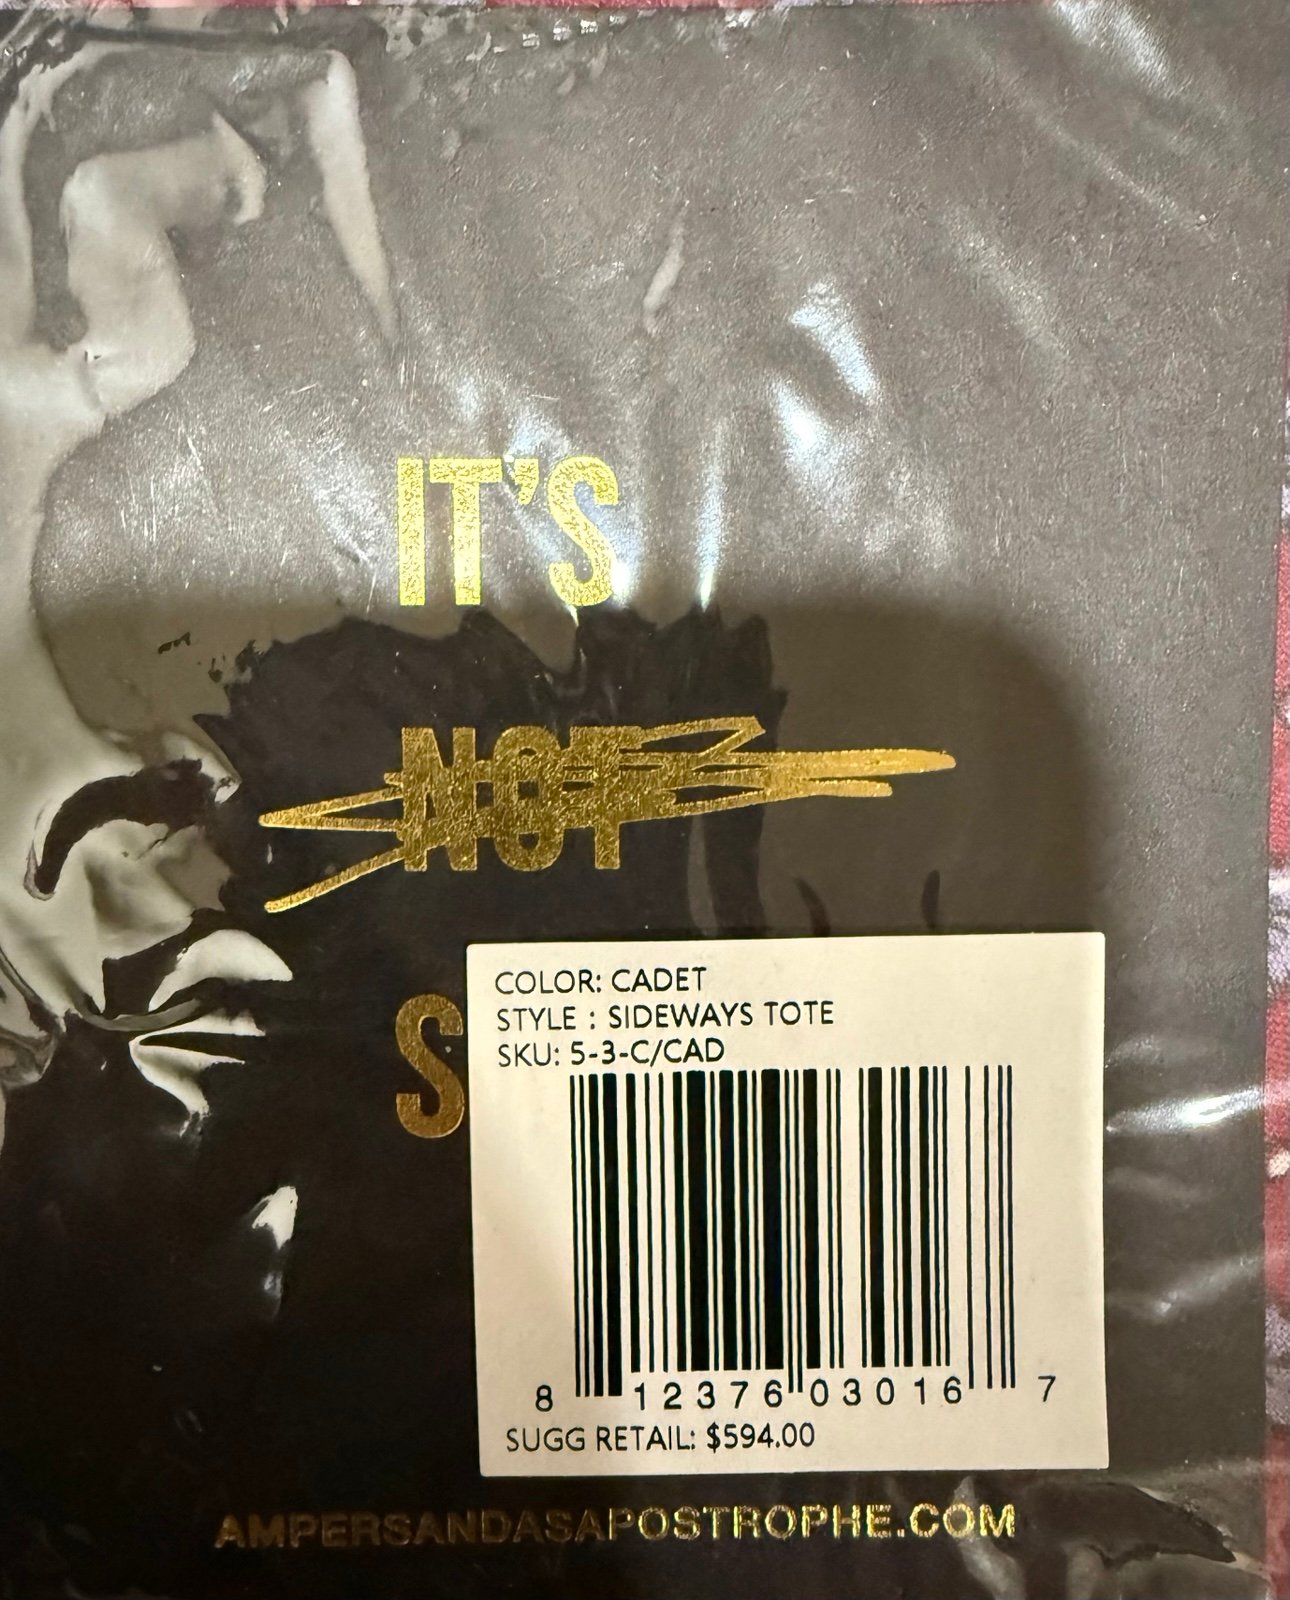 IT'S
NOT
S
COLOR: CADET
STYLE : SIDEWAYS TOTE
SKU: 5-3-C/CAD
8 12376 03016 7
SUGG RETAIL: $594.00
AMPERSANDASAPOSTROPHE.COM